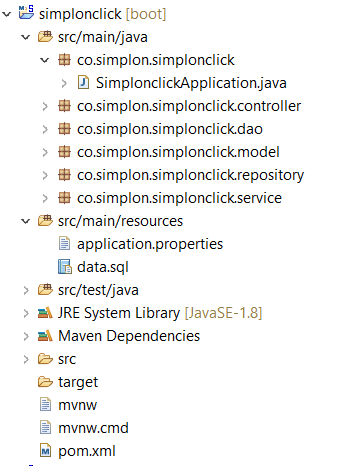 simplonclick [boot]
src/main/java
co.simplon.simplonclick
SimplonclickApplication.java
co.simplon.simplonclick.controller
co.simplon.simplonclick.dao
co.simplon.simplonclick.model
co.simplon.simplonclick.repository
co.simplon.simplonclick.service
src/main/resources
application.properties
data.sql
src/test/java
JRE System Library [JavaSE-1.8]
Maven Dependencies
src
target
mvnw
mvnw.cmd
pom.xml